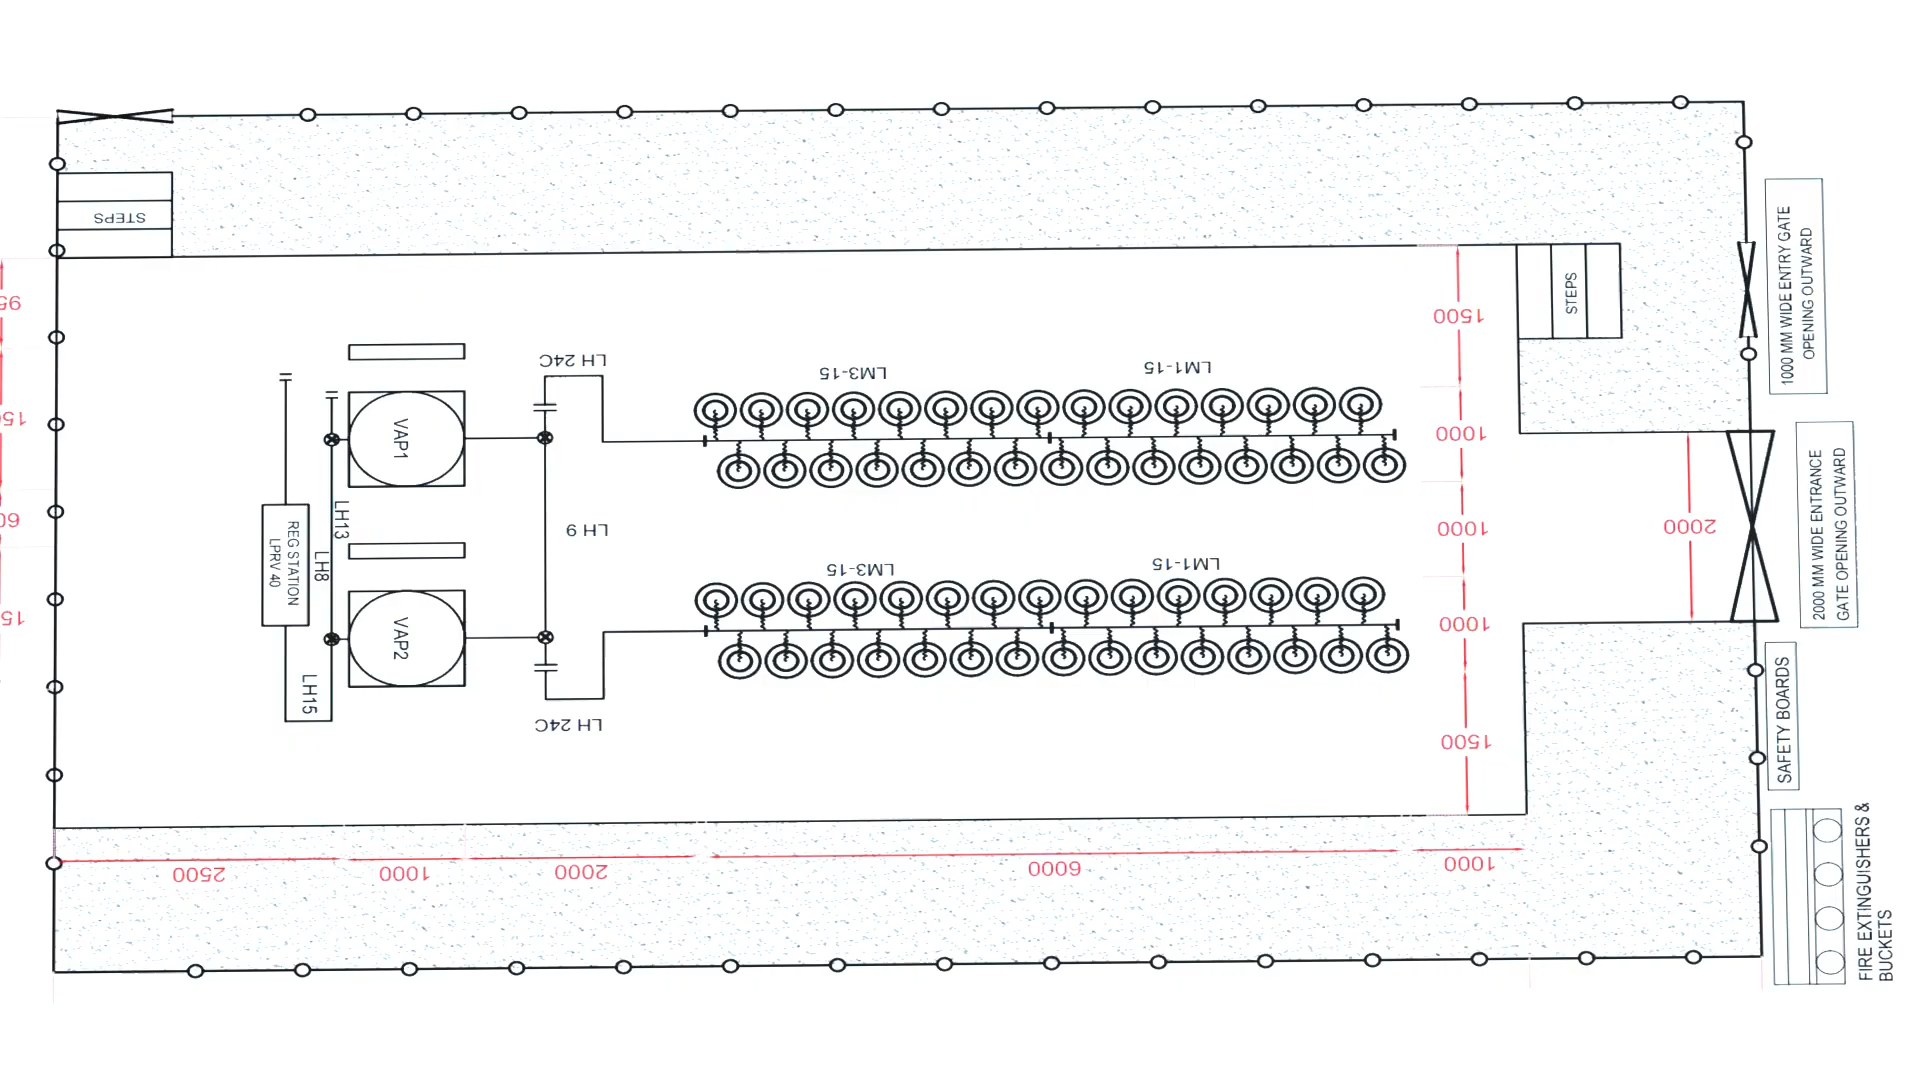 STEPS
1000 MM WIDE ENTRY GATE
OPENING OUTWARD
STEPS
1500
LH 24C
LM3-15
LM1-15
VAP1
1000
2000 MM WIDE ENTRANCE
GATE OPENING OUTWARD
LH13
LH 9
1000
2000
REG STATION
LPRV 40
LH8
LM3-15
LM1-15
1000
VAP2
LH15
LH 24C
1500
SAFETY BOARDS
2500
1000
2000
6000
1000
FIRE EXTINGUISHERS &
BUCKETS